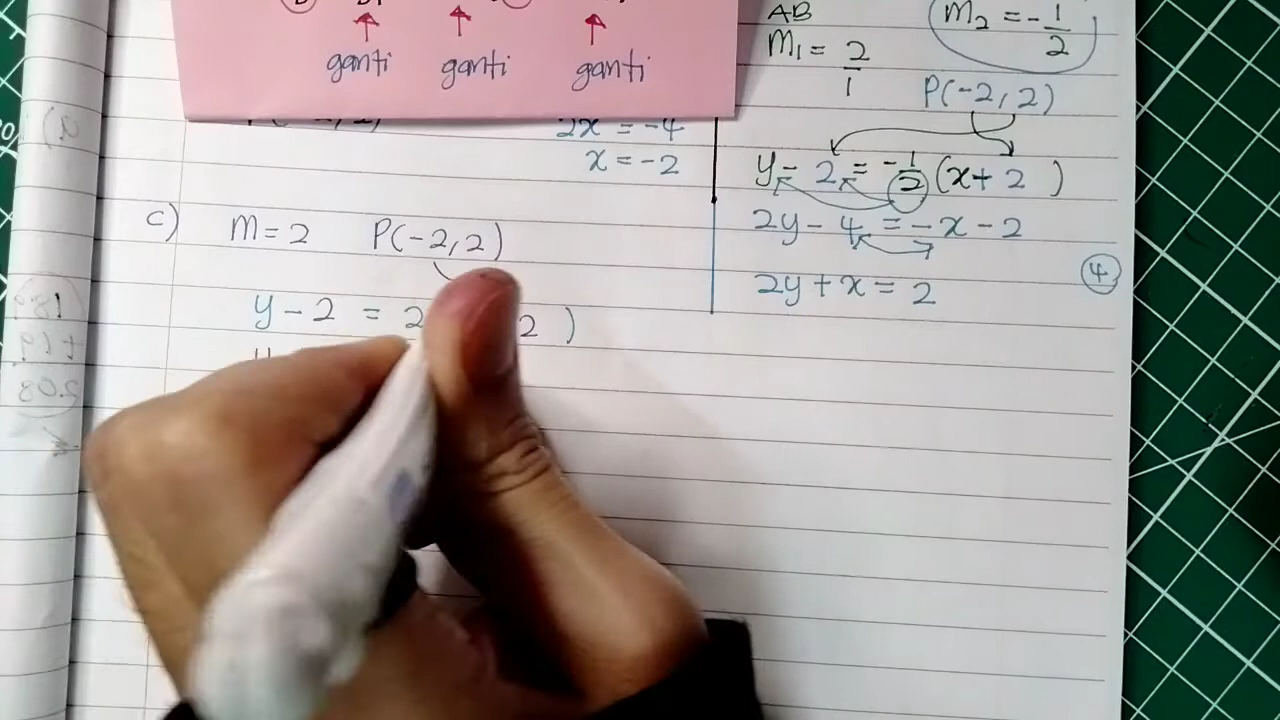 ganti ganti ganti
2x = -4
x = -2
c) m = 2 P(-2, 2)
y - 2 = 2 2 )
AB
m₁ = 2/1
m₂ = -1/2
P(-2, 2)
y - 2 = -1/2 (x + 2 )
2y - 4 = -x - 2
2y + x = 2
4